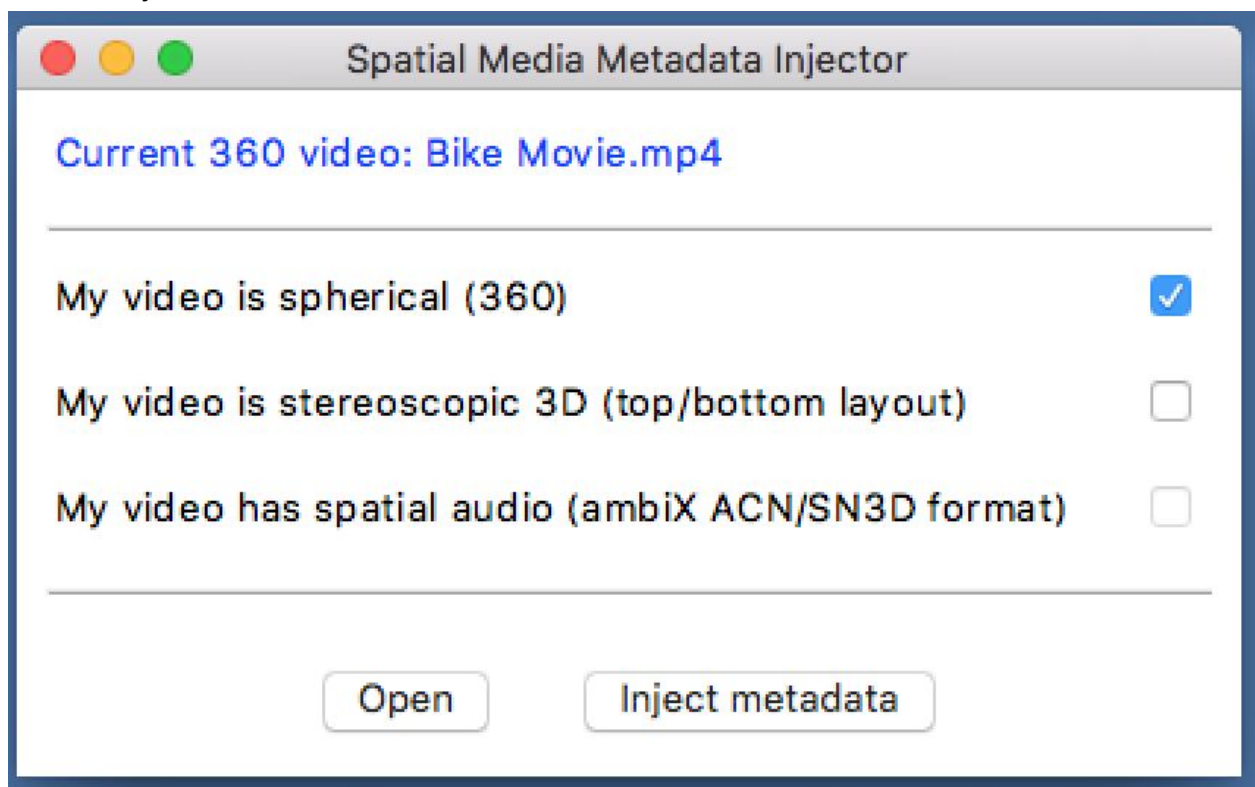 Spatial Media Metadata Injector
Current 360 video: Bike Movie.mp4
My video is spherical (360)
My video is stereoscopic 3D (top/bottom layout)
My video has spatial audio (ambiX ACN/SN3D format)
Open
Inject metadata